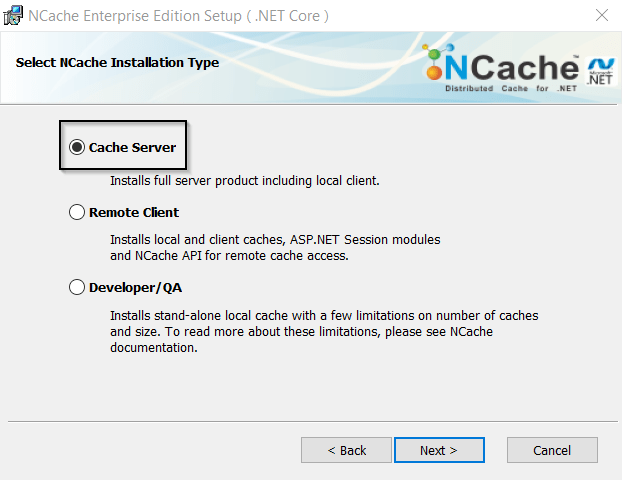 NCache Enterprise Edition Setup ( .NET Core )
Select NCache Installation Type
NCache
Distributed Cache for .NET
Microsoft
.NET
Cache Server
Installs full server product including local client.
Remote Client
Installs local and client caches, ASP.NET Session modules
and NCache API for remote cache access.
Developer/QA
Installs stand-alone local cache with a few limitations on number of caches
and size. To read more about these limitations, please see NCache
documentation.
< Back
Next >
Cancel